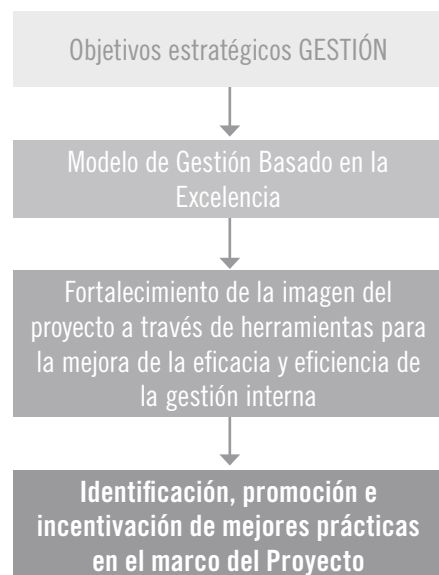 Objetivos estratégicos GESTIÓN
Modelo de Gestión Basado en la
Excelencia
Fortalecimiento de la imagen del
proyecto a través de herramientas para
la mejora de la eficacia y eficiencia de
la gestión interna
Identificación, promoción e
incentivación de mejores prácticas
en el marco del Proyecto